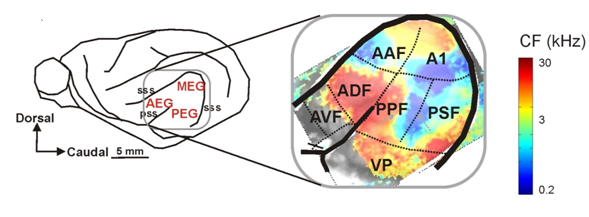 MEG
sss
AEG
pss
PEG
sss
Dorsal
Caudal 5 mm
AAF
A1
ADF
AVF
PPF
PSF
VP
CF (kHz)
30
3
0.2